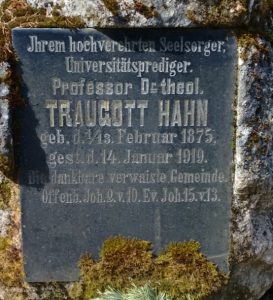 Ihrem hochverehrten Seelsorger,
Universitätsprediger.
Professor Dr. theol.
TRAUGOTT HAHN
geb. d. 1/13. Februar 1875,
gest. d. 14. Januar 1919.
Die dankbare verwaiste Gemeinde.
Offenb. Joh. 2. v. 10. Ev. Joh. 15. v. 13.